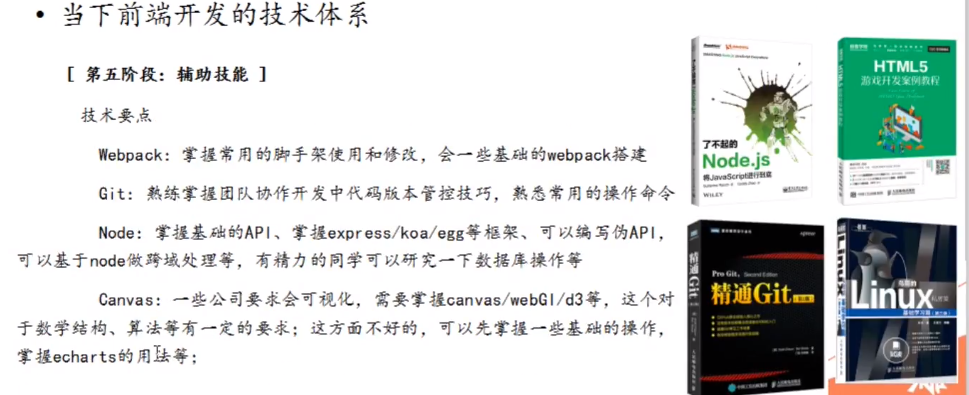 • 当下前端开发的技术体系
[ 第五阶段：辅助技能 ]
技术要点
Webpack：掌握常用的脚手架使用和修改，会一些基础的webpack搭建
Git：熟练掌握团队协作开发中代码版本管控技巧，熟悉常用的操作命令
Node：掌握基础的API、掌握express/koa/egg等框架、可以编写伪API，
可以基于node做跨域处理等，有精力的同学可以研究一下数据库操作等
Canvas：一些公司要求会可视化，需要掌握canvas/webGl/d3等，这个对
于数学结构、算法等有一定的要求；这方面不好的，可以先掌握一些基础的操作，
掌握echarts的用法等；
了不起的
Node.js
将JavaScript进行到底
WILEY
HTML5
游戏开发案例教程
精通Git
Pro Git, Second Edition
精通Git
Linux
鸟哥的
Linux
私房菜
基础学习篇